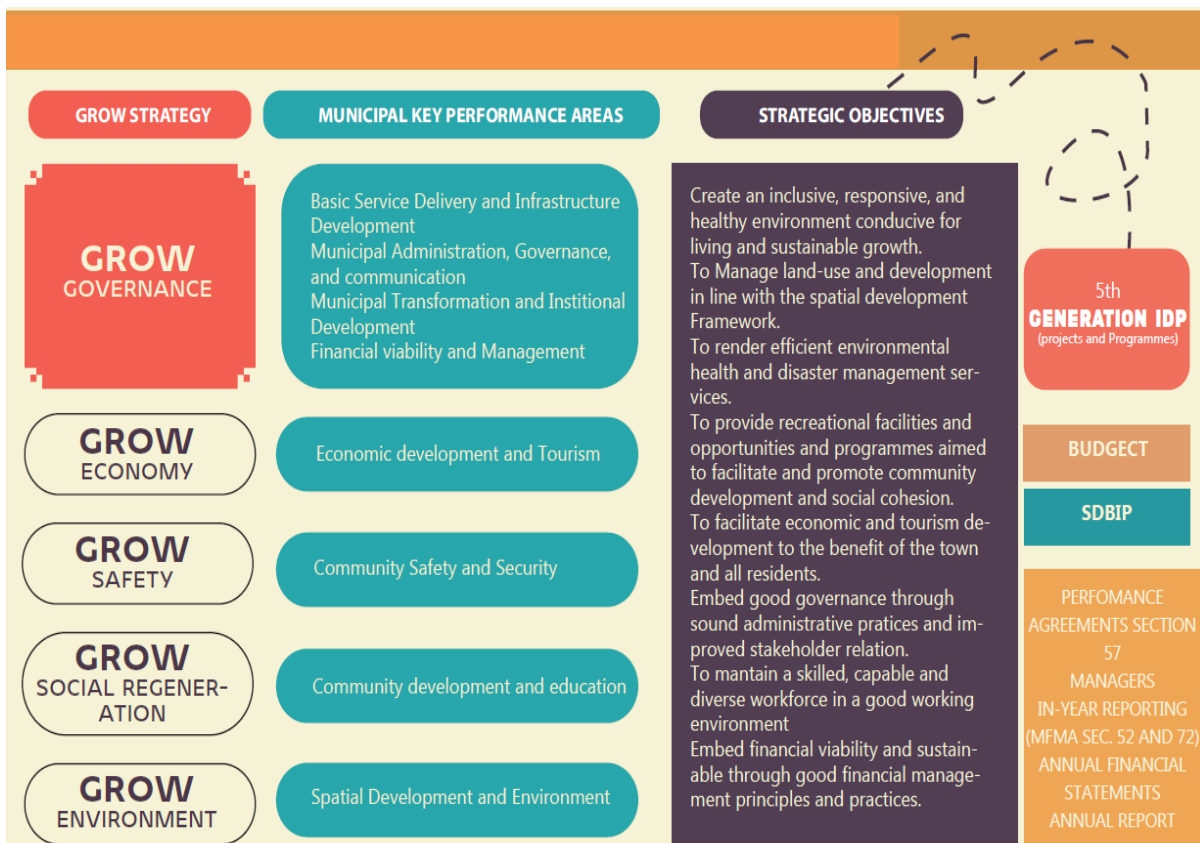 GROW STRATEGY
MUNICIPAL KEY PERFORMANCE AREAS
STRATEGIC OBJECTIVES
GROW
GOVERNANCE
Basic Service Delivery and Infrastructure
Development
Municipal Administration, Governance,
and communication
Municipal Transformation and Institional
Development
Financial viability and Management
GROW
ECONOMY
Economic development and Tourism
GROW
SAFETY
Community Safety and Security
GROW
SOCIAL REGENER-
ATION
Community development and education
GROW
ENVIRONMENT
Spatial Development and Environment
Create an inclusive, responsive, and
healthy environment conducive for
living and sustainable growth.
To Manage land-use and development
in line with the spatial development
Framework.
To render efficient environmental
health and disaster management ser-
vices.
To provide recreational facilities and
opportunities and programmes aimed
to facilitate and promote community
development and social cohesion.
To facilitate economic and tourism de-
velopment to the benefit of the town
and all residents.
Embed good governance through
sound administrative pratices and im-
proved stakeholder relation.
To mantain a skilled, capable and
diverse workforce in a good working
environment
Embed financial viability and sustain-
able through good financial manage-
ment principles and practices.
5th
GENERATION IDP
(projects and Programmes)
BUDGECT
SDBIP
PERFOMANCE
AGREEMENTS SECTION
57
MANAGERS
IN-YEAR REPORTING
(MFMA SEC. 52 AND 72)
ANNUAL FINANCIAL
STATEMENTS
ANNUAL REPORT